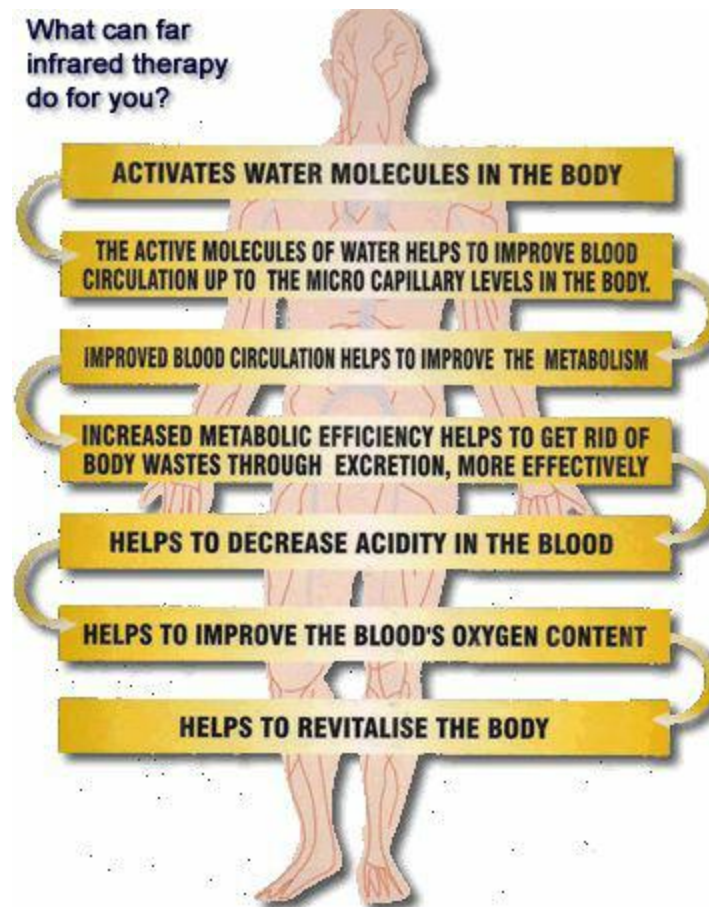 What can far
infrared therapy
do for you?
ACTIVATES WATER MOLECULES IN THE BODY
THE ACTIVE MOLECULES OF WATER HELPS TO IMPROVE BLOOD
CIRCULATION UP TO THE MICRO CAPILLARY LEVELS IN THE BODY.
IMPROVED BLOOD CIRCULATION HELPS TO IMPROVE THE METABOLISM
INCREASED METABOLIC EFFICIENCY HELPS TO GET RID OF
BODY WASTES THROUGH EXCRETION, MORE EFFECTIVELY
HELPS TO DECREASE ACIDITY IN THE BLOOD
HELPS TO IMPROVE THE BLOOD'S OXYGEN CONTENT
HELPS TO REVITALISE THE BODY